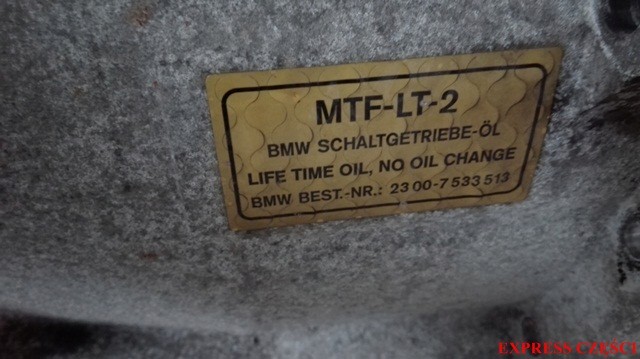 MTF-LT-2
BMW SCHALTGETRIEBE-ÖL
LIFE TIME OIL, NO OIL CHANGE
BMW BEST.-NR.: 23 00-7 533 513
EXPRESS CZĘŚCI